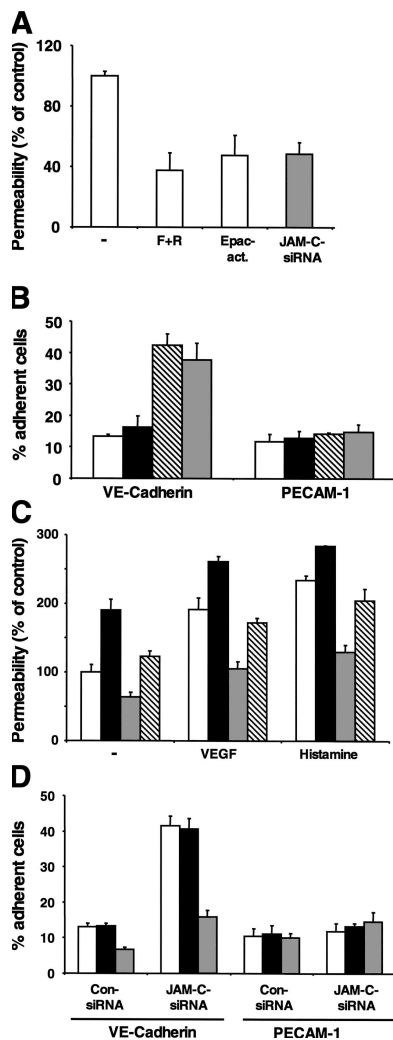 A
Permeability (% of control)
120
80
40
0
-
F+R
Epac-
act.
JAM-C-
siRNA
B
% adherent cells
50
40
30
20
10
0
VE-Cadherin
PECAM-1
C
Permeability (% of control)
300
200
100
0
-
VEGF
Histamine
D
% adherent cells
50
40
30
20
10
0
Con-
siRNA
JAM-C-
siRNA
Con-
siRNA
JAM-C-
siRNA
VE-Cadherin
PECAM-1